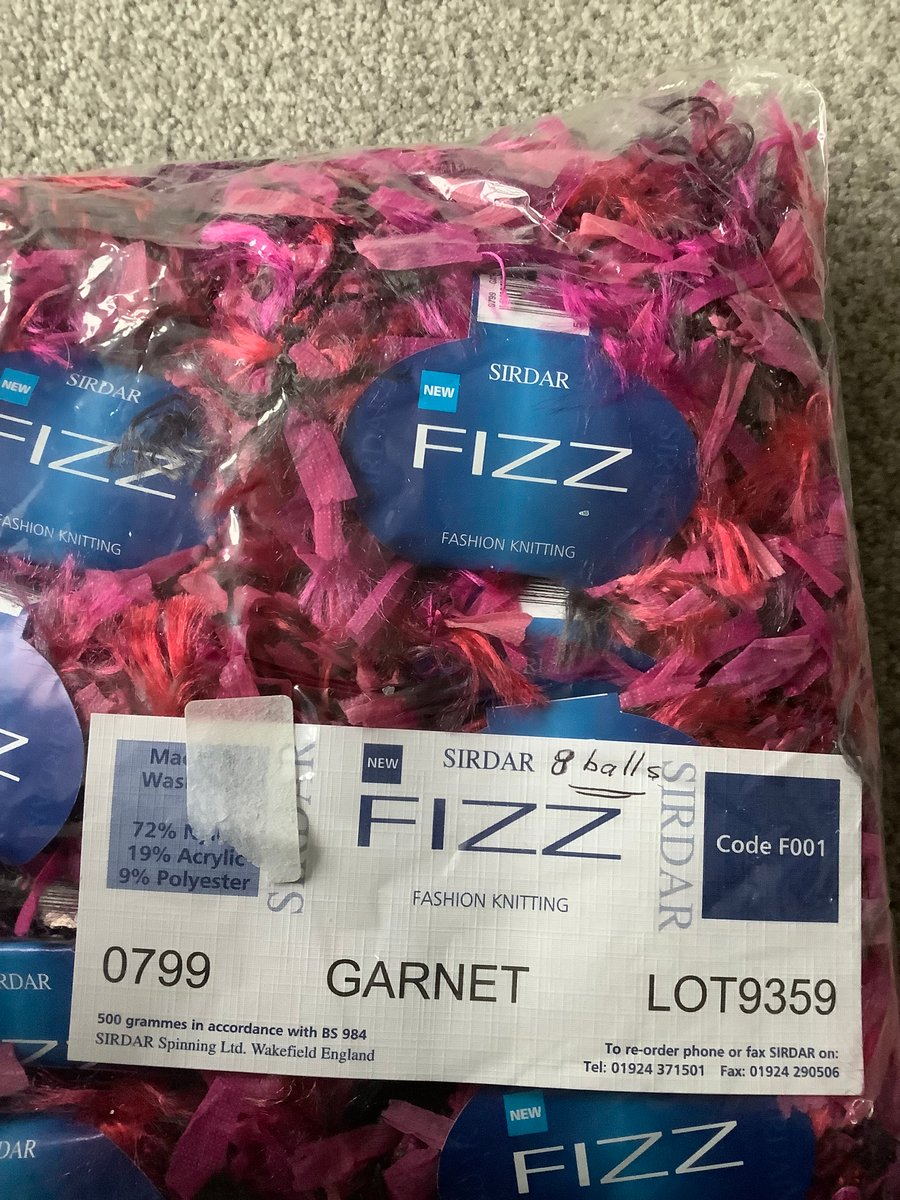 0799
NEW
SIRDAR
FIZZ
FASHION KNITTING
NEW
SIRDAR
FIZZ
FASHION KNITTING
72%
19% Acrylic
9% Polyester
NEW
SIRDAR 8 balls
FIZZ
FASHION KNITTING
SIRDAR
Code F001
0799
GARNET
LOT9359
500 grammes in accordance with BS 984
SIRDAR Spinning Ltd. Wakefield England
To re-order phone or fax SIRDAR on:
Tel: 01924 371501 Fax: 01924 290506
NEW
FIZZ